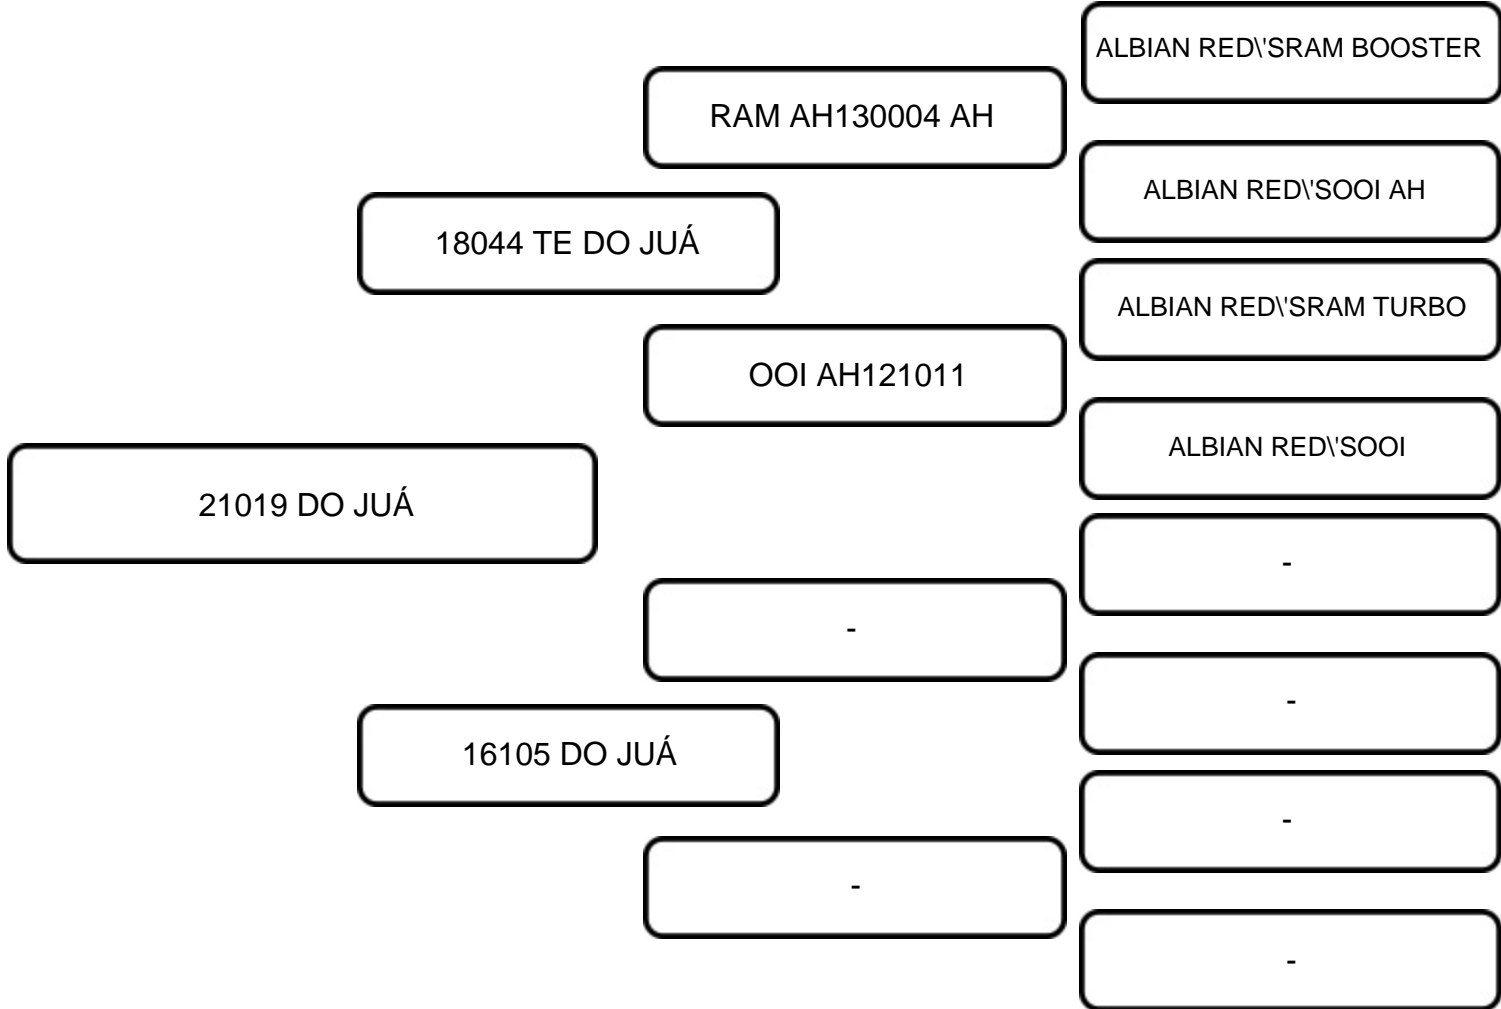 ALBIAN RED\'SRAM BOOSTER
RAM AH130004 AH
ALBIAN RED\'SOOI AH
18044 TE DO JUÁ
ALBIAN RED\'SRAM TURBO
OOI AH121011
ALBIAN RED\'SOOI
21019 DO JUÁ
-
-
-
16105 DO JUÁ
-
-
-